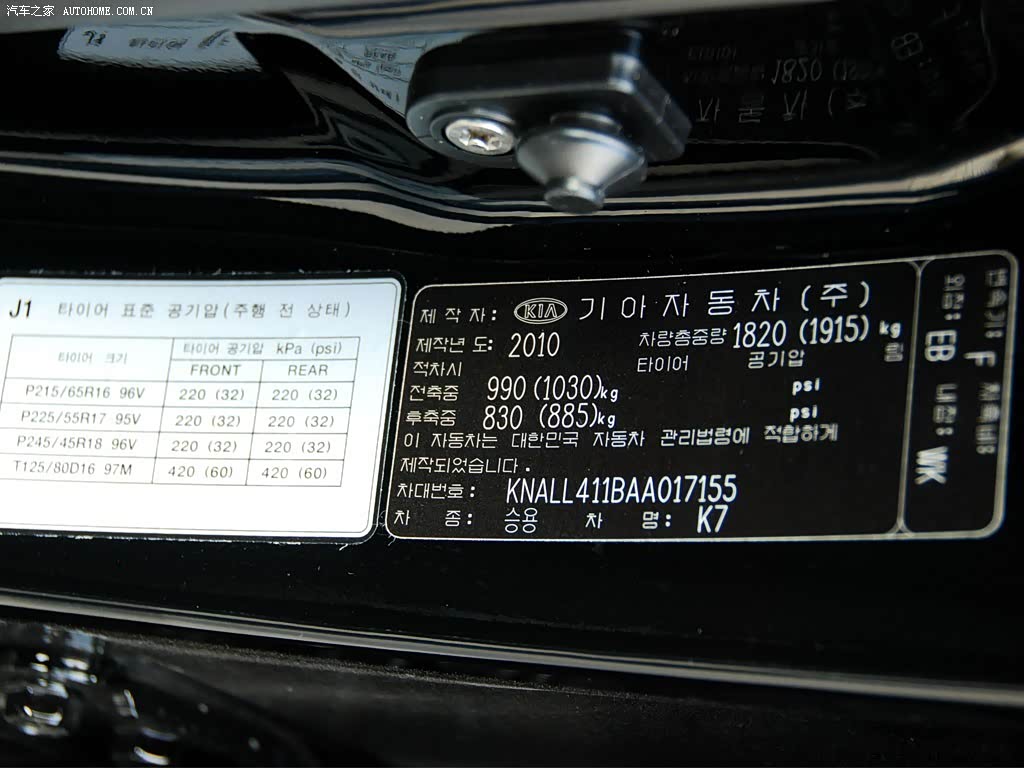 汽车之家 AUTOHOME.COM.CN
J1 타이어 표준 공기압(주행 전 상태)
타이어 크기 타이어 공기압 kPa (psi)
FRONT REAR
P215/65R16 96V 220 (32) 220 (32)
P225/55R17 95V 220 (32) 220 (32)
P245/45R18 96V 220 (32) 220 (32)
T125/80D16 97M 420 (60) 420 (60)
제 작 자: KIA 기아자동차(주)
제작년 도: 2010 차량총중량 1820 (1915) kg
적차시 타이어 공기압
전축중 990 (1030)kg psi
후축중 830 (885)kg psi
이 자동차는 대한민국 자동차 관리법령에 적합하게
제작되었습니다.
차대번호: KNALL411BAA017155
차 종: 승용 차 명: K7
변속기: F
외장: EB 내장: WK